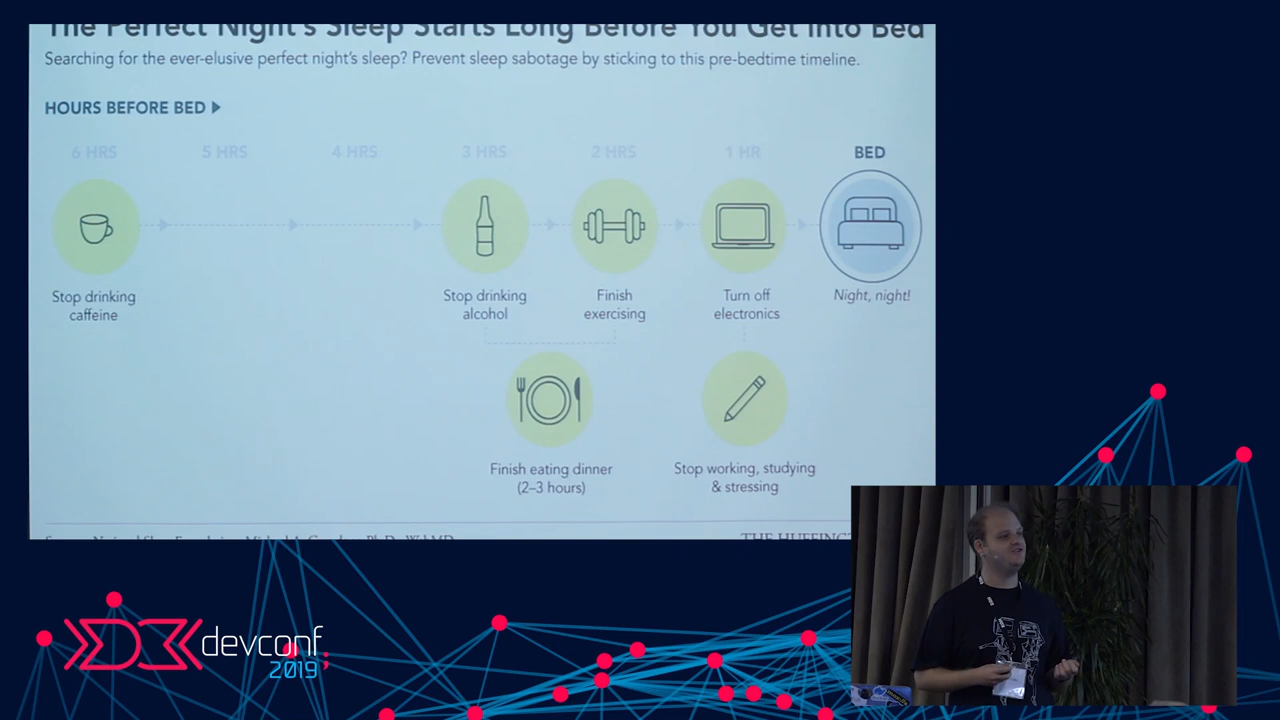 The Perfect Night's Sleep Starts Long Before You Get Into Bed
Searching for the ever-elusive perfect night's sleep? Prevent sleep sabotage by sticking to this pre-bedtime timeline.
HOURS BEFORE BED
6 HRS 5 HRS 4 HRS 3 HRS 2 HRS 1 HR BED
Stop drinking
caffeine
Stop drinking
alcohol
Finish
exercising
Turn off
electronics
Night, night!
Finish eating dinner
(2–3 hours)
Stop working, studying
& stressing
THE HUFFINGT
devconf
2019;